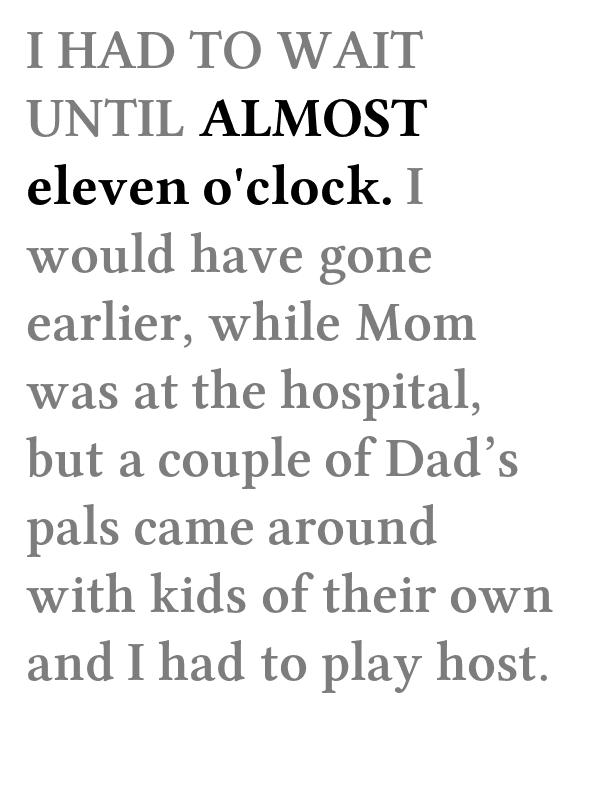 I HAD TO WAIT
UNTIL ALMOST
eleven o'clock. I
would have gone
earlier, while Mom
was at the hospital,
but a couple of Dad’s
pals came around
with kids of their own
and I had to play host.